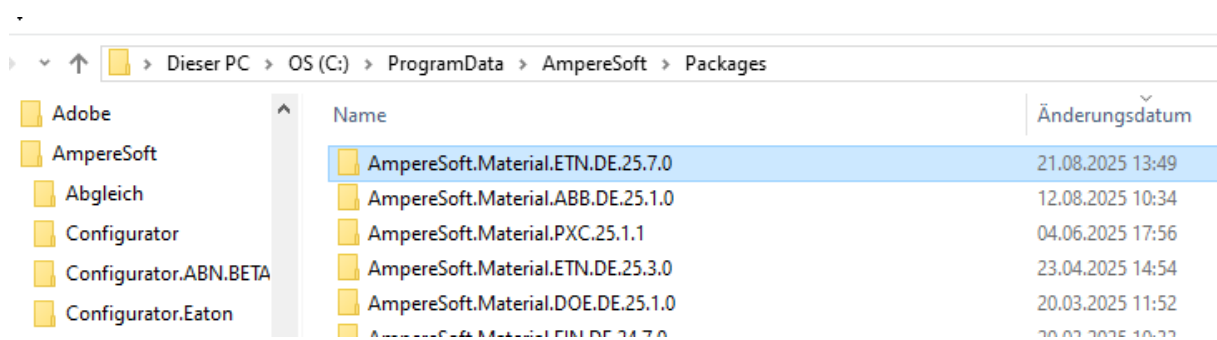 Dieser PC > OS (C:) > ProgramData > AmpereSoft > Packages
Adobe
AmpereSoft
Abgleich
Configurator
Configurator.ABN.BETA
Configurator.Eaton
Name Änderungsdatum
AmpereSoft.Material.ETN.DE.25.7.0 21.08.2025 13:49
AmpereSoft.Material.ABB.DE.25.1.0 12.08.2025 10:34
AmpereSoft.Material.PXC.25.1.1 04.06.2025 17:56
AmpereSoft.Material.ETN.DE.25.3.0 23.04.2025 14:54
AmpereSoft.Material.DOE.DE.25.1.0 20.03.2025 11:52